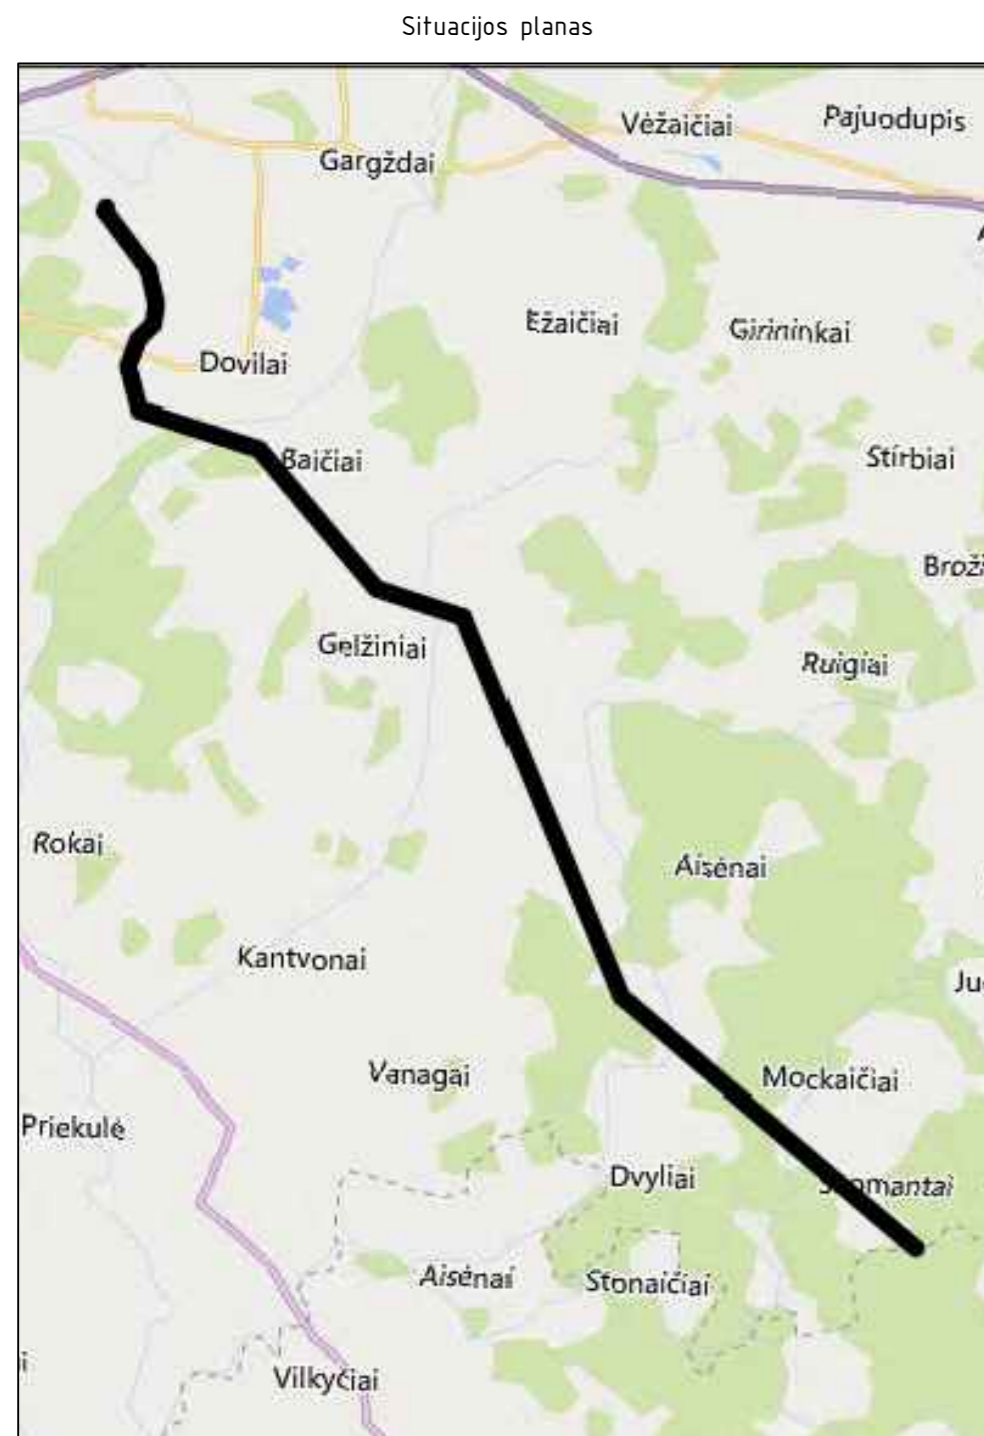 Situacijos planas
Vėžaičiai
Pajuodupis
Gargždai
Ežaičiai
Girininkai
Dovilai
Baičiai
Stirbiai
Gelžiniai
Ruigiai
Rokai
Aisėnai
Kantvonai
Vanagai
Mockaičiai
Priekulė
Dvyliai
Aisėnai
Stonaičiai
Vilkyčiai